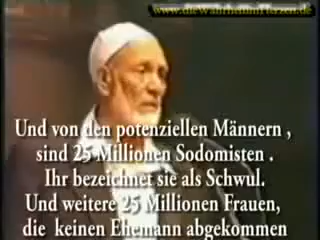 www.diewahrheitimherzen.de
Und von den potenziellen Männern ,
sind 25 Millionen Sodomisten .
Ihr bezeichnet sie als Schwul.
Und weitere 25 Millionen Frauen,
die keinen Ehemann abgekommen